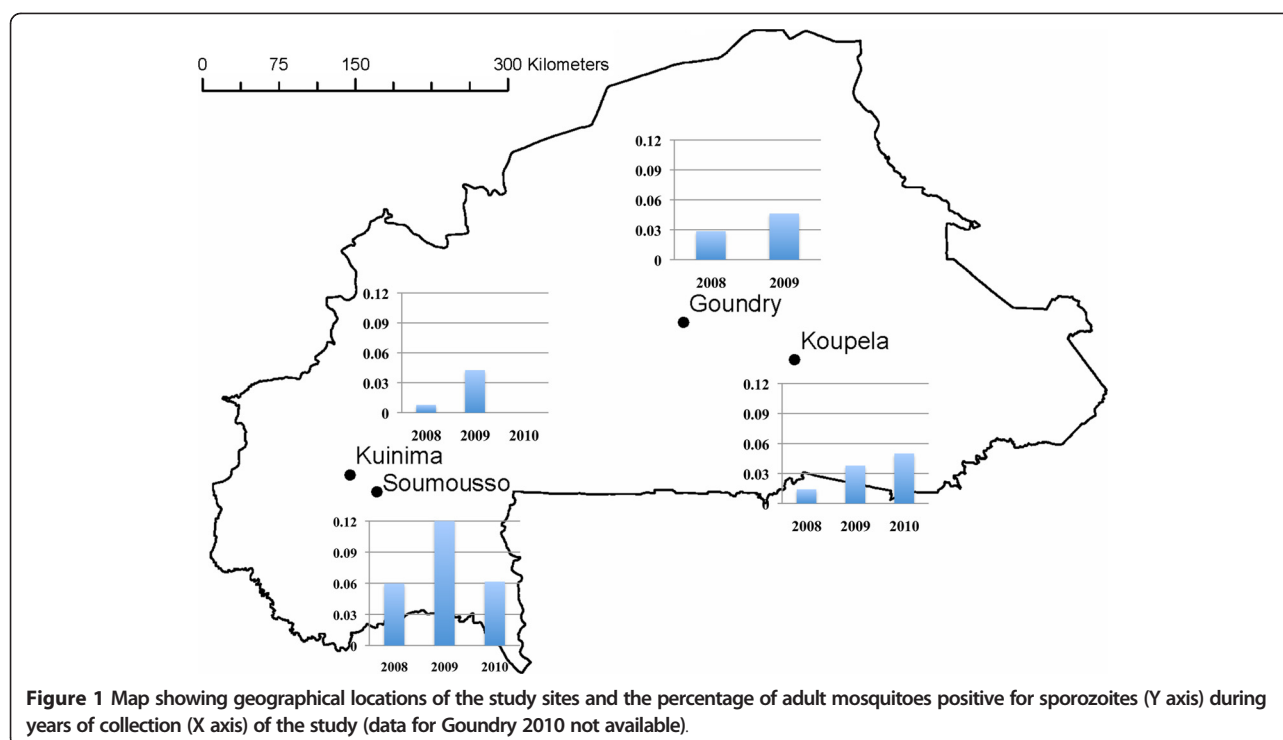 0 75 150 300 Kilometers
0.12
0.09
0.06
0.03
0
2008 2009
Goundry
Koupela
0.12
0.09
0.06
0.03
0
2008 2009 2010
Kuinima
Soumousso
0.12
0.09
0.06
0.03
0
2008 2009 2010
0.12
0.09
0.06
0.03
0
2008 2009 2010
Figure 1 Map showing geographical locations of the study sites and the percentage of adult mosquitoes positive for sporozoites (Y axis) during
years of collection (X axis) of the study (data for Goundry 2010 not available).